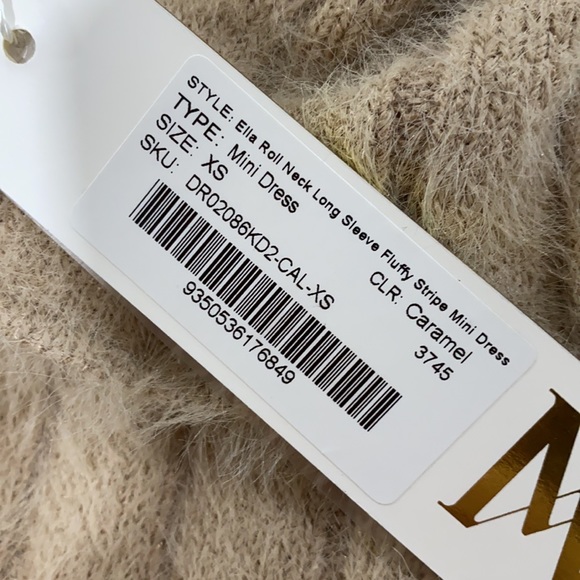 STYLE: Ella Roll Neck Long Sleeve Fluffy Stripe Mini Dress
TYPE: Mini Dress CLR: Caramel
SIZE: XS 3745
SKU: DR02086KD2-CAL-XS
9350536176849
M